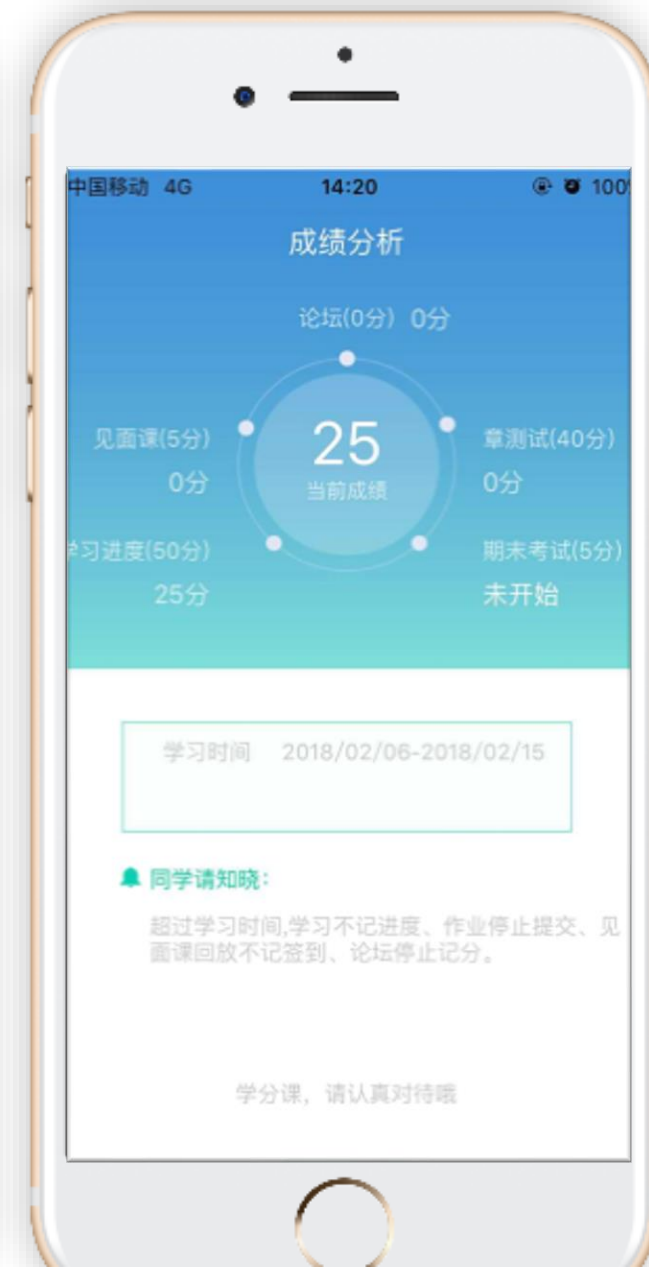 中国移动 4G 14:20 100
成绩分析
论坛(0分) 0分
见面课(5分)
0分
25
当前成绩
章测试(40分)
0分
学习进度(50分)
25分
期末考试(5分)
未开始
学习时间 2018/02/06-2018/02/15
同学请知晓：
超过学习时间,学习不记进度、作业停止提交、见
面课回放不记签到、论坛停止记分。
学分课，请认真对待哦